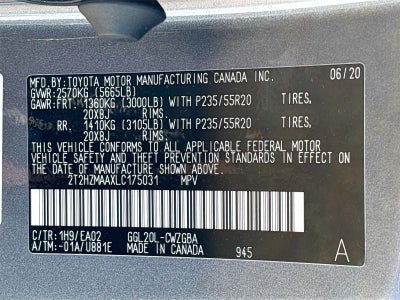 MFD.BY:TOYOTA MOTOR MANUFACTURING CANADA INC. 06/20
GVWR: 2570KG (5665LB)
GAWR:FRT. 1360KG (3000LB) WITH P235/55R20 TIRES,
20X8J RIMS.
RR. 1410KG (3105LB) WITH P235/55R20 TIRES,
20X8J RIMS.
THIS VEHICLE CONFORMS TO ALL APPLICABLE FEDERAL MOTOR
VEHICLE SAFETY AND THEFT PREVENTION STANDARDS IN EFFECT ON
THE DATE OF MANUFACTURE SHOWN ABOVE.
2T2HZMAAXLC175031 MPV
C/TR: 1H9/EA02 GGL20L-CWZGBA
A/TM:-01A/U881E MADE IN CANADA 945 A